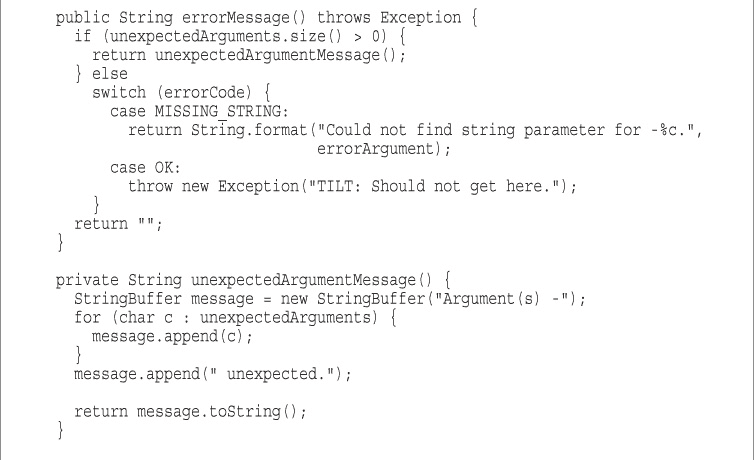 public String errorMessage() throws Exception {
  if (unexpectedArguments.size() > 0) {
    return unexpectedArgumentMessage();
  } else
    switch (errorCode) {
      case MISSING_STRING:
        return String.format("Could not find string parameter for -%c.",
                             errorArgument);
      case OK:
        throw new Exception("TILT: Should not get here.");
    }
  return "";
}

private String unexpectedArgumentMessage() {
  StringBuffer message = new StringBuffer("Argument(s) -");
  for (char c : unexpectedArguments) {
    message.append(c);
  }
  message.append(" unexpected.");

  return message.toString();
}